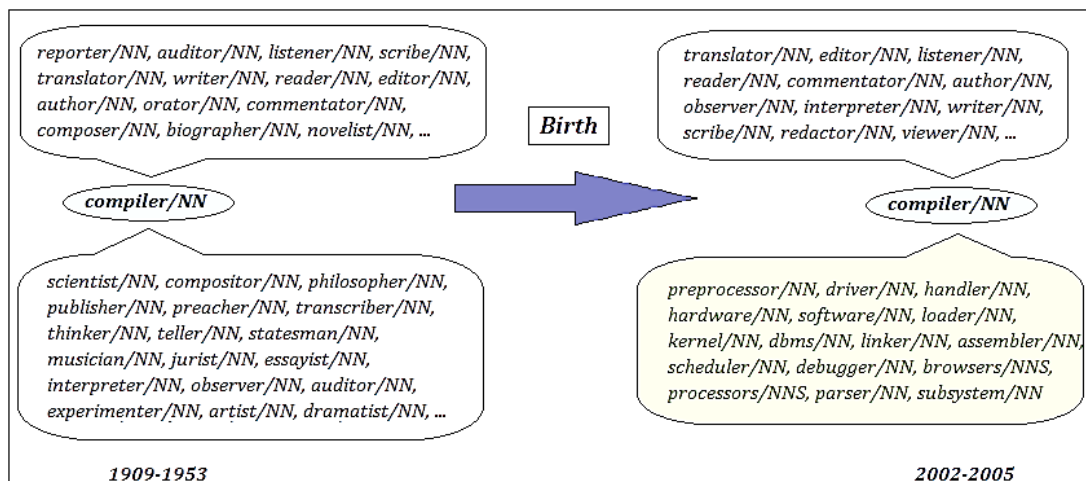 reporter/NN, auditor/NN, listener/NN, scribe/NN,
translator/NN, writer/NN, reader/NN, editor/NN,
author/NN, orator/NN, commentator/NN,
composer/NN, biographer/NN, novelist/NN, ...
compiler/NN
scientist/NN, compositor/NN, philosopher/NN,
publisher/NN, preacher/NN, transcriber/NN,
thinker/NN, teller/NN, statesman/NN,
musician/NN, jurist/NN, essayist/NN,
interpreter/NN, observer/NN, auditor/NN,
experimenter/NN, artist/NN, dramatist/NN, ...
1909-1953
Birth
translator/NN, editor/NN, listener/NN,
reader/NN, commentator/NN, author/NN,
observer/NN, interpreter/NN, writer/NN,
scribe/NN, redactor/NN, viewer/NN, ...
compiler/NN
preprocessor/NN, driver/NN, handler/NN,
hardware/NN, software/NN, loader/NN,
kernel/NN, dbms/NN, linker/NN, assembler/NN,
scheduler/NN, debugger/NN, browsers/NNS,
processors/NNS, parser/NN, subsystem/NN
2002-2005